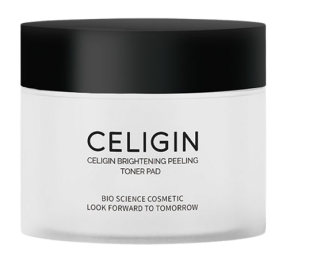 CELIGIN
CELIGIN BRIGHTENING PEELING
TONER PAD
BIO SCIENCE COSMETIC
LOOK FORWARD TO TOMORROW